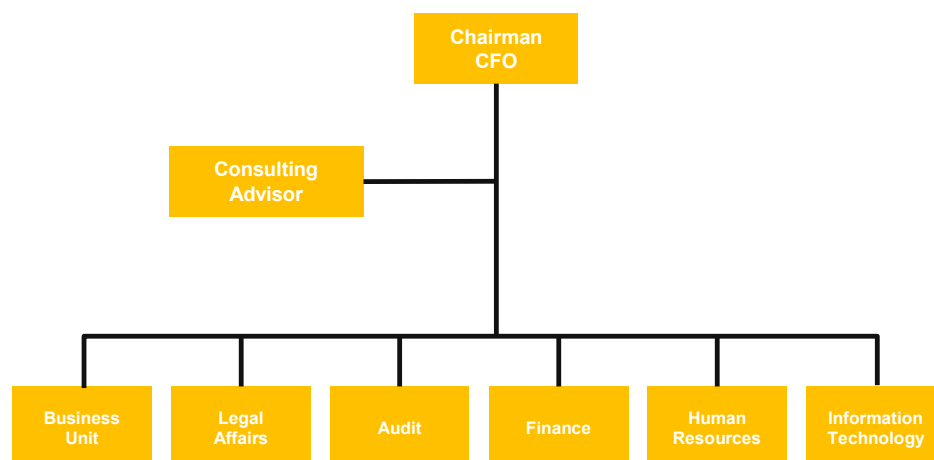 Chairman
CFO
Consulting
Advisor
Business
Unit
Legal
Affairs
Audit
Finance
Human
Resources
Information
Technology